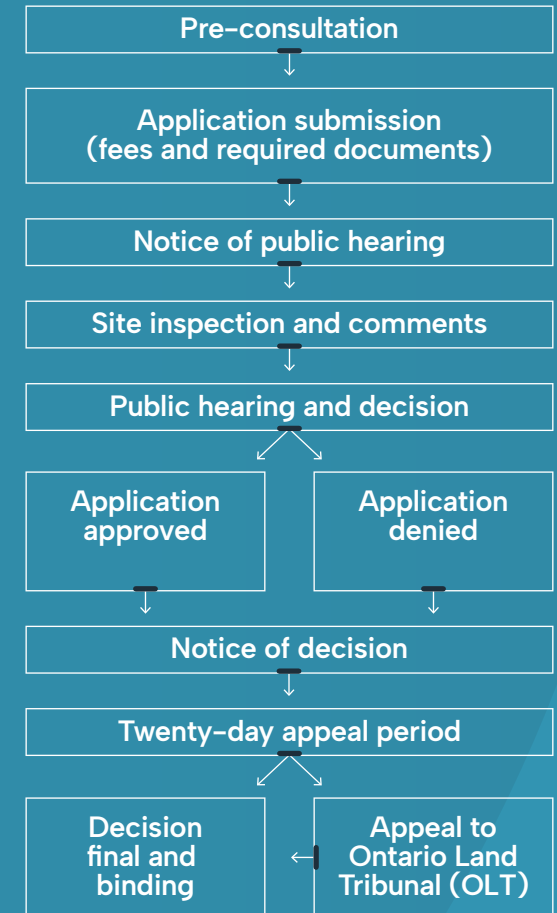 Pre-consultation
Application submission
(fees and required documents)
Notice of public hearing
Site inspection and comments
Public hearing and decision
Application
approved
Application
denied
Notice of decision
Twenty-day appeal period
Decision
final and
binding
Appeal to
Ontario Land
Tribunal (OLT)